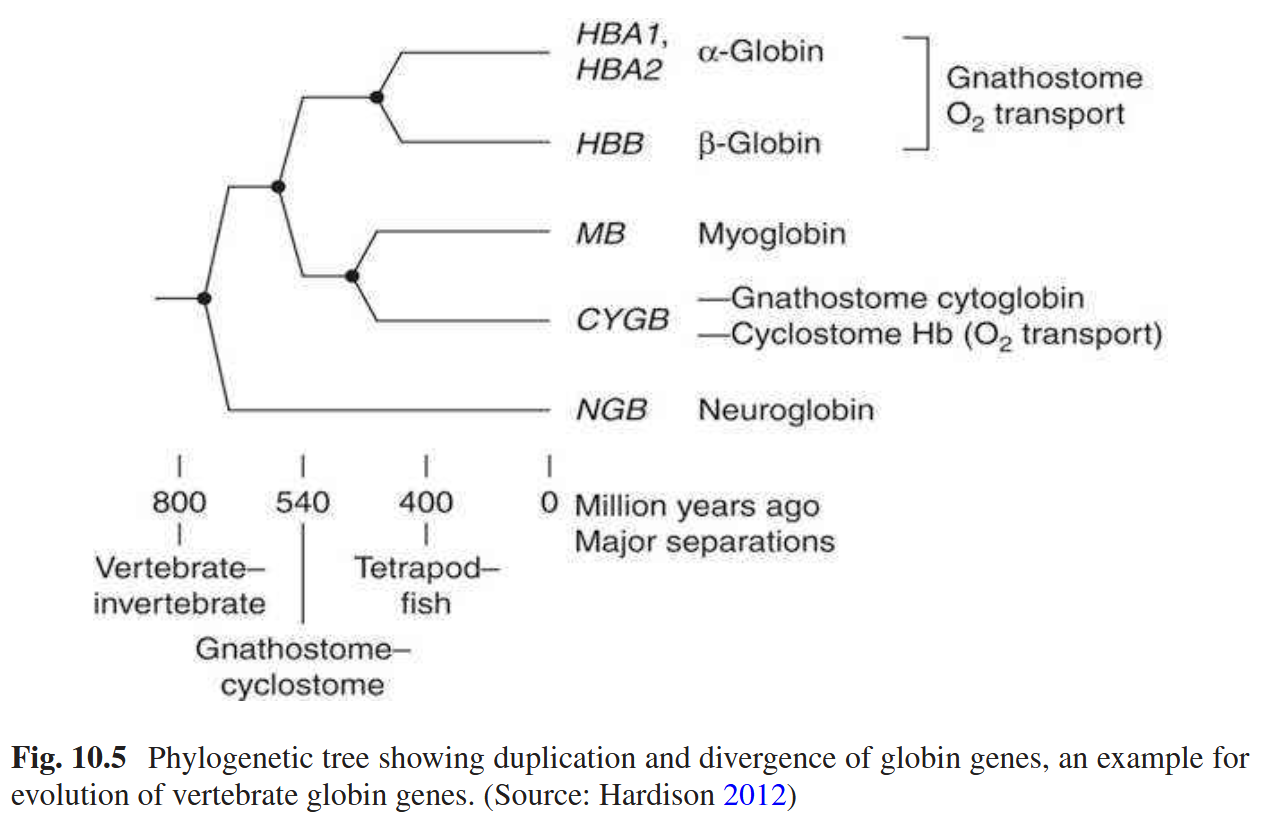 HBA1,
HBA2
α-Globin
Gnathostome
O2 transport
HBB
β-Globin
MB
Myoglobin
CYGB
—Gnathostome cytoglobin
—Cyclostome Hb (O2 transport)
NGB
Neuroglobin
800
540
400
0
Million years ago
Major separations
Vertebrate–
invertebrate
Tetrapod–
fish
Gnathostome–
cyclostome
Fig. 10.5 Phylogenetic tree showing duplication and divergence of globin genes, an example for
evolution of vertebrate globin genes. (Source: Hardison 2012)